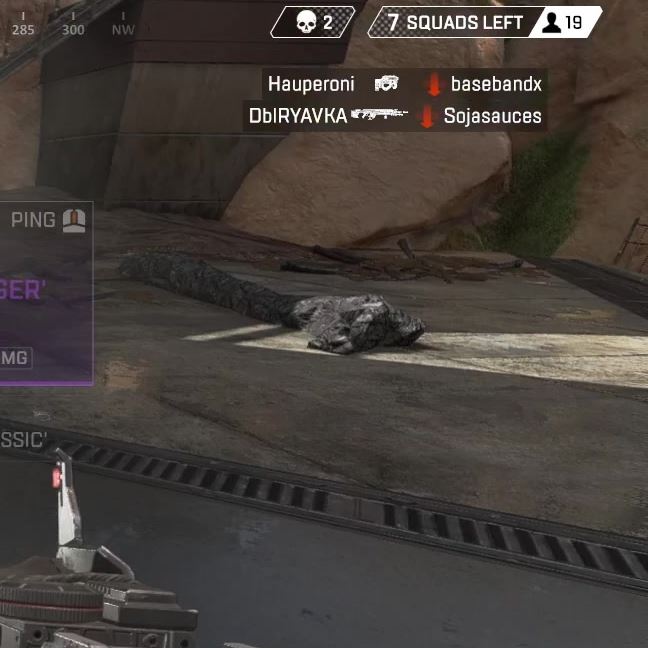 285 300 NW
2
7 SQUADS LEFT 19
Hauperoni basebandx
DbIRYAVKA Sojasauces
PING
GER'
MG
SSIC'